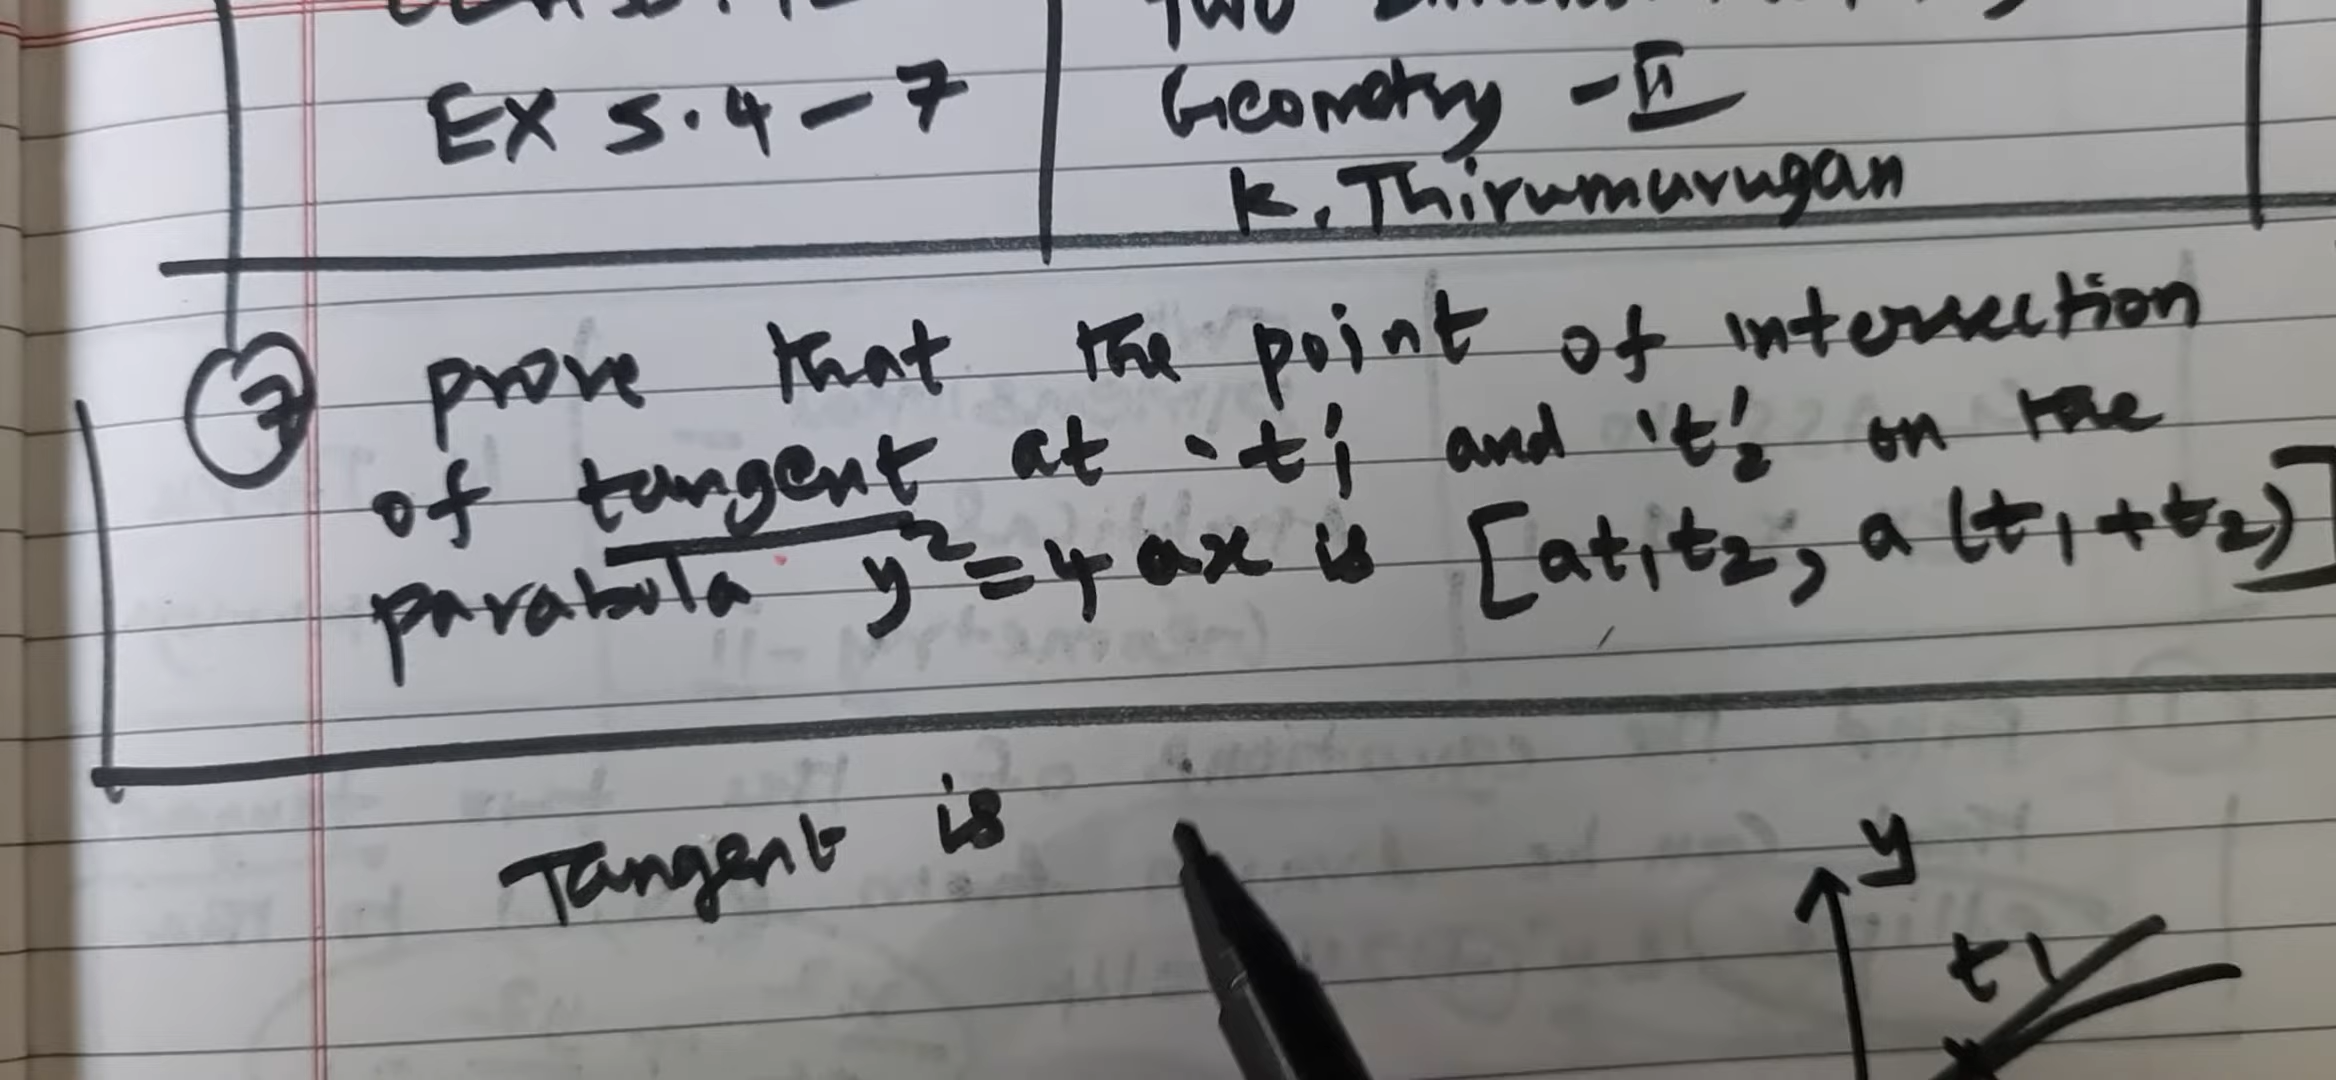 EX 5.4 - 7
Two
Geometry - II
K. Thirumurugan
7 prove that the point of intersection
of tangent at 't₁' and 't₂' on the
parabola y² = 4ax is [at₁t₂, a(t₁+t₂)]
Tangent is
y
t1